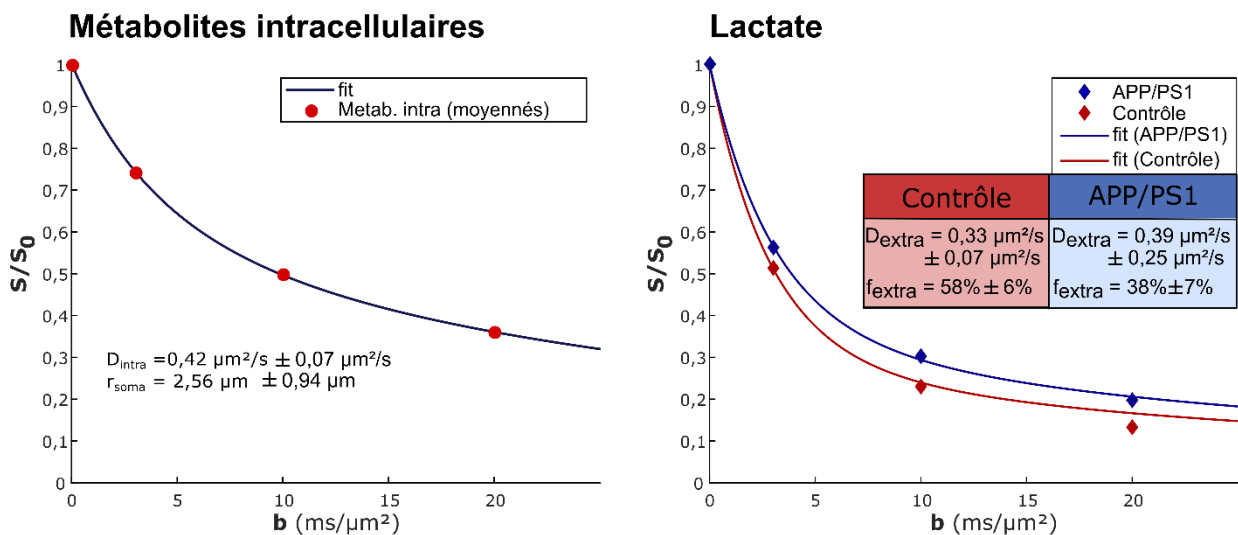 Métabolites intracellulaires
1
0,9
0,8
0,7
0,6
0,5
0,4
0,3
0,2
0,1
0
S/S0
fit
Metab. intra (moyennés)
Dintra =0,42 µm²/s ± 0,07 µm²/s
rsoma = 2,56 µm ± 0,94 µm
0 5 10 15 20
b (ms/µm²)
Lactate
1
0,9
0,8
0,7
0,6
0,5
0,4
0,3
0,2
0,1
0
S/S0
APP/PS1
Contrôle
fit (APP/PS1)
fit (Contrôle)
Contrôle
Dextra = 0,33 µm²/s
± 0,07 µm²/s
fextra = 58% ± 6%
APP/PS1
Dextra = 0,39 µm²/s
± 0,25 µm²/s
fextra = 38%±7%
0 5 10 15 20
b (ms/µm²)